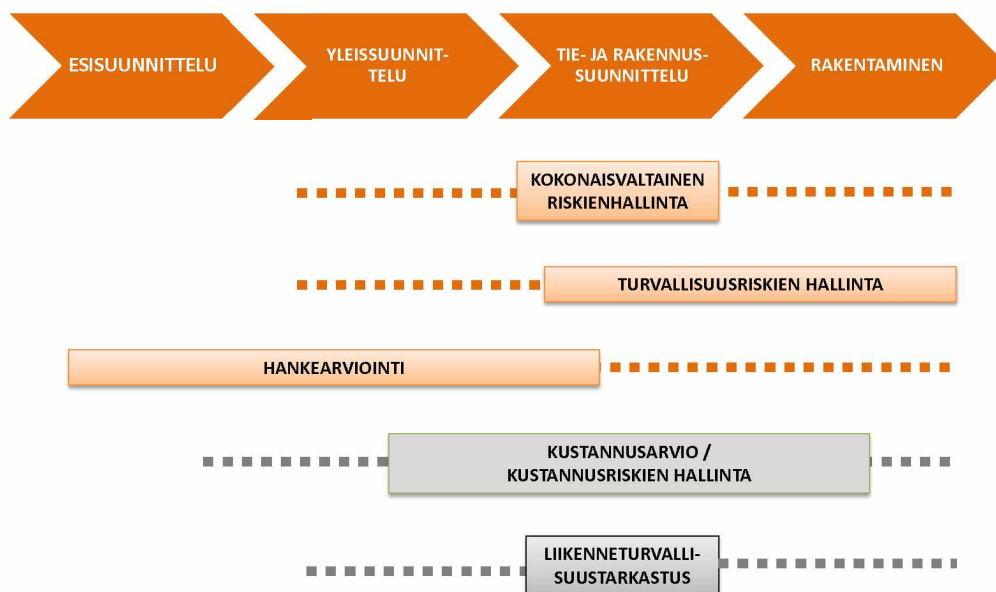 ESISUUNNITTELU
YLEISSUUNNIT-
TELU
TIE- JA RAKENNUS-
SUUNNITTELU
RAKENTAMINEN
KOKONAISVALTAINEN
RISKIENHALLINTA
TURVALLISUUSRISKIEN HALLINTA
HANKEARVIOINTI
KUSTANNUSARVIO /
KUSTANNUSRISKIEN HALLINTA
LIIKENNETURVALLI-
SUUSTARKASTUS